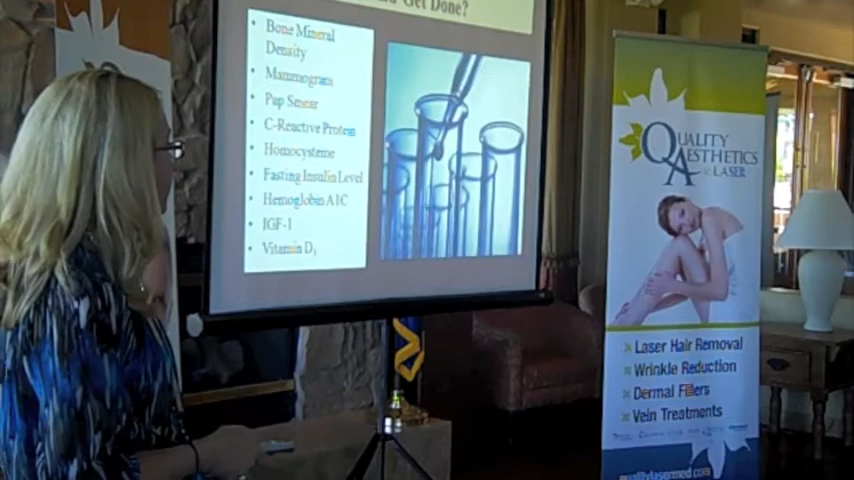 Get Done?
• Bone Mineral
Density
• Mammogram
• Pap Smear
• C-Reactive Protein
• Homocysteine
• Fasting Insulin Level
• Hemoglobin A1C
• IGF-1
• Vitamin D₃
QUALITY
AESTHETICS
& LASER
Laser Hair Removal
Wrinkle Reduction
Dermal Fillers
Vein Treatments
qualitylasermed.com